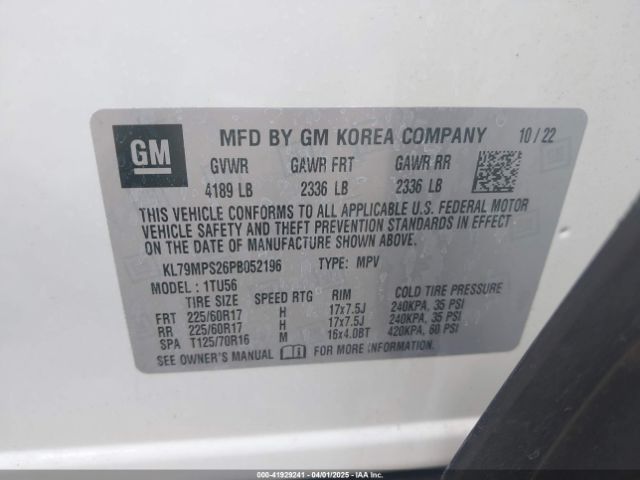 GM
MFD BY GM KOREA COMPANY 10 / 22
GVWR GAWR FRT GAWR RR
4189 LB 2336 LB 2336 LB
THIS VEHICLE CONFORMS TO ALL APPLICABLE U.S. FEDERAL MOTOR
VEHICLE SAFETY AND THEFT PREVENTION STANDARDS IN EFFECT
ON THE DATE OF MANUFACTURE SHOWN ABOVE.
KL79MPS26PB052196 TYPE: MPV
MODEL : 1TU56
TIRE SIZE SPEED RTG RIM COLD TIRE PRESSURE
FRT 225/60R17 H 17x7.5J 240KPA, 35 PSI
RR 225/60R17 H 17x7.5J 240KPA, 35 PSI
SPA T125/70R16 M 16x4.0BT 420KPA, 60 PSI
SEE OWNER'S MANUAL FOR MORE INFORMATION.
000-41929241 - 04/01/2025 - IAAI.com